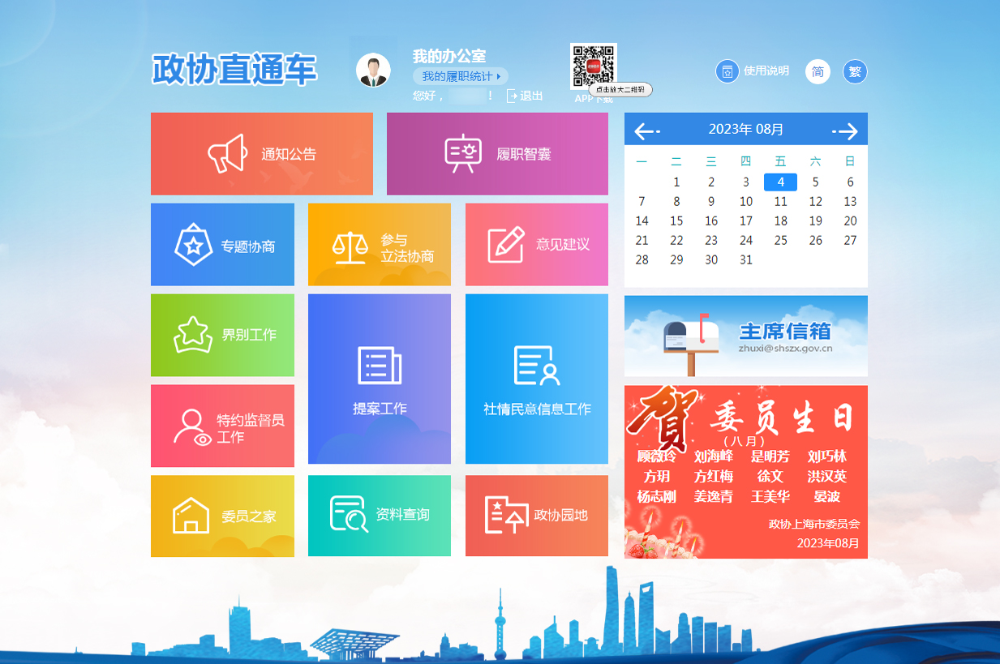 政协直通车
我的办公室
我的履职统计
您好， ！ 退出
点击放大二维码
APP下载
使用说明 简 繁
通知公告
履职智囊
专题协商
参与
立法协商
意见建议
界别工作
提案工作
社情民意信息工作
特约监督员
工作
委员之家
资料查询
政协园地
2023年 08月
一 二 三 四 五 六 日
1 2 3 4 5 6
7 8 9 10 11 12 13
14 15 16 17 18 19 20
21 22 23 24 25 26 27
28 29 30 31
主席信箱
zhuxi@shszx.gov.cn
贺 委员生日
（八月）
顾薇玲 刘海峰 是明芳 刘巧林
方玥 方红梅 徐文 洪汉英
杨志刚 姜逸青 王美华 晏波
政协上海市委员会
2023年08月